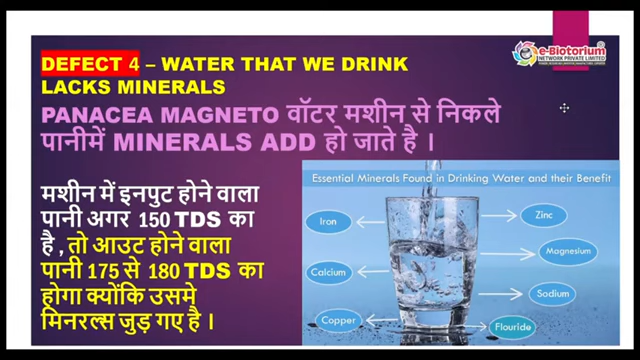 DEFECT 4 – WATER THAT WE DRINK
LACKS MINERALS
PANACEA MAGNETO वॉटर मशीन से निकले
पानीमें MINERALS ADD हो जाते है ।
मशीन में इनपुट होने वाला
पानी अगर 150 TDS का
है , तो आउट होने वाला
पानी 175 से 180 TDS का
होगा क्योंकि उसमे
मिनरल्स जुड़ गए है ।
e-Biotorium
NETWORK PRIVATE LIMITED
Essential Minerals Found in Drinking Water and their Benefit
Iron
Zinc
Magnesium
Calcium
Sodium
Copper
Flouride